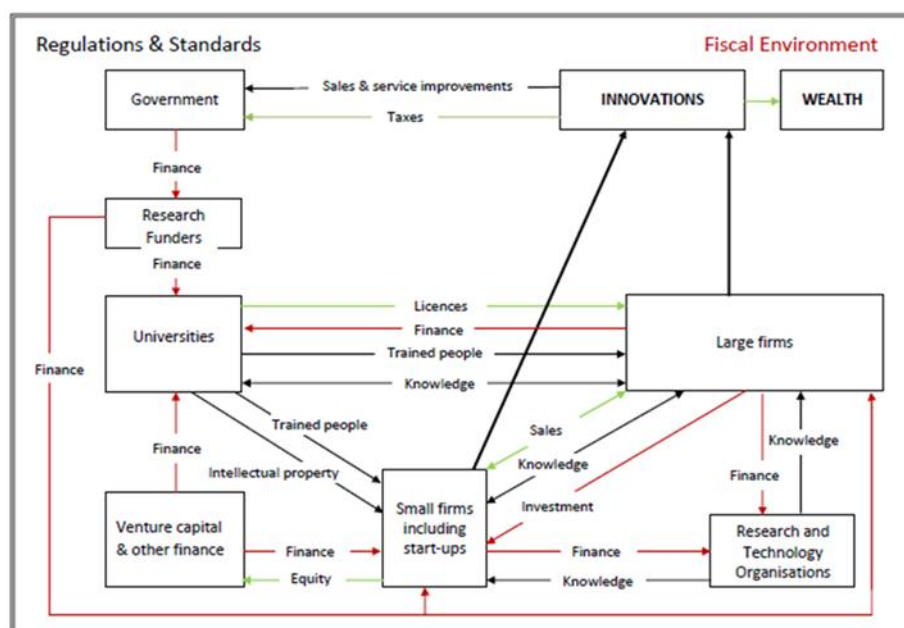 Regulations & Standards
Fiscal Environment
Government
Sales & service improvements
Taxes
INNOVATIONS
WEALTH
Finance
Research
Funders
Finance
Universities
Licences
Finance
Trained people
Knowledge
Large firms
Finance
Trained people
Intellectual property
Finance
Sales
Knowledge
Investment
Knowledge
Finance
Venture capital
& other finance
Finance
Equity
Small firms
including
start-ups
Finance
Knowledge
Research and
Technology
Organisations